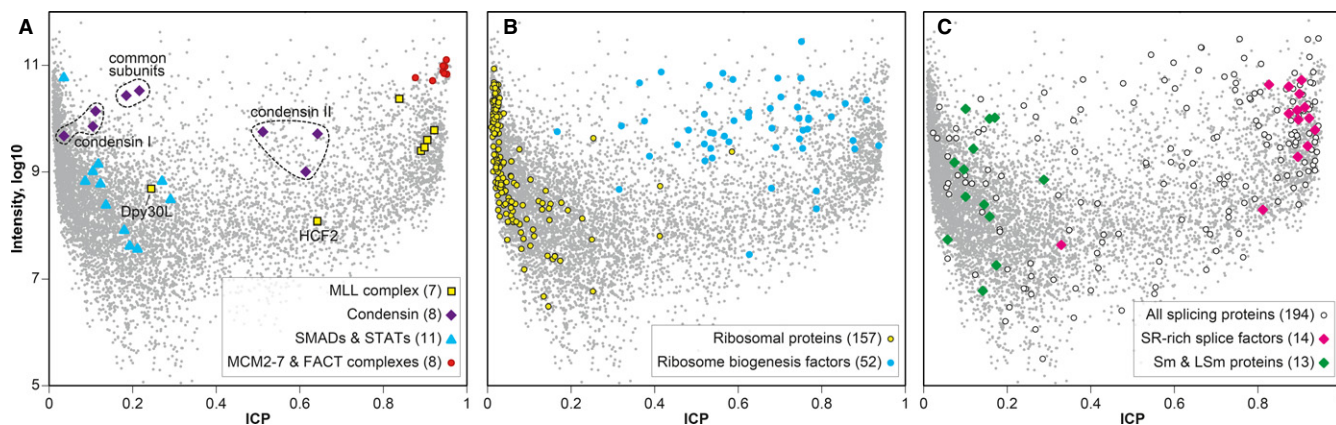 A
B
C
Intensity, log10
11
9
7
5
common
subunits
condensin I
condensin II
Dpy30L
HCF2
MLL complex (7)
Condensin (8)
SMADs & STATs (11)
MCM2-7 & FACT complexes (8)
0 0.2 0.4 0.6 0.8 1
ICP
Ribosomal proteins (157)
Ribosome biogenesis factors (52)
0.2 0.4 0.6 0.8 1
ICP
All splicing proteins (194)
SR-rich splice factors (14)
Sm & LSm proteins (13)
0.2 0.4 0.6 0.8 1
ICP